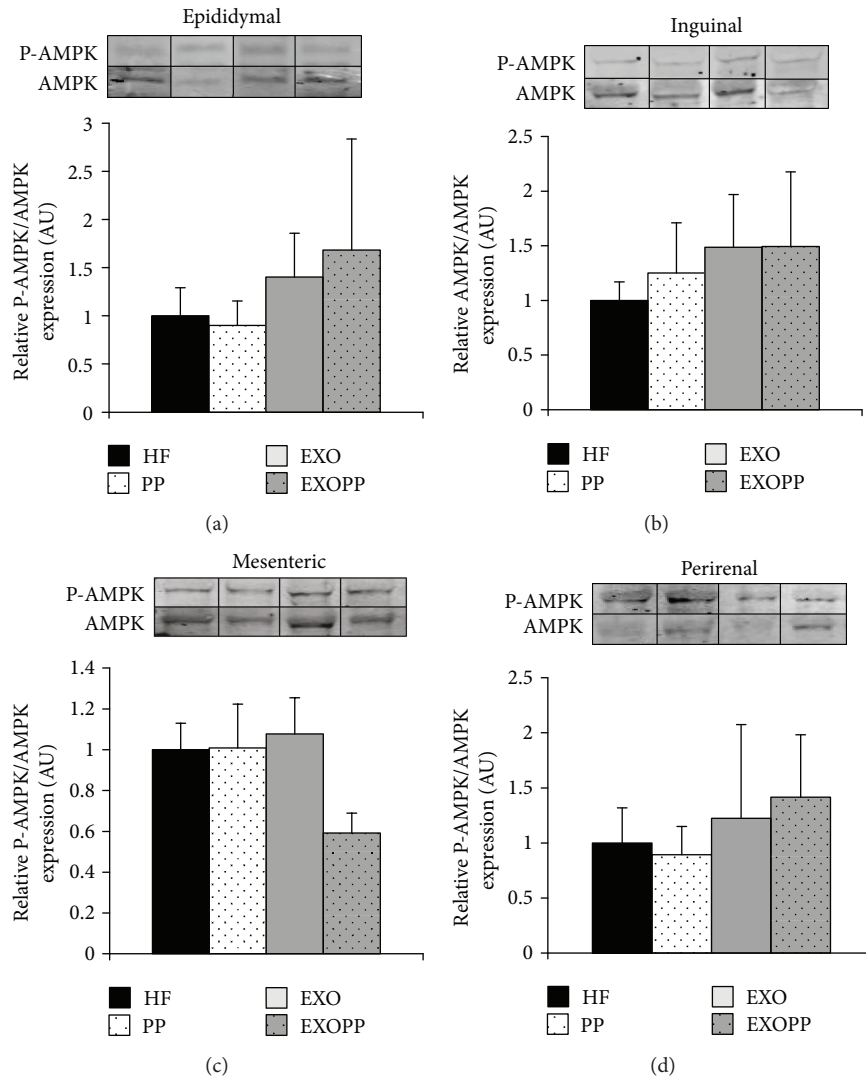 Epididymal
P-AMPK
AMPK
Relative P-AMPK/AMPK
expression (AU)
3
2.5
2
1.5
1
0.5
0
HF
EXO
PP
EXOPP
(a)
Inguinal
P-AMPK
AMPK
Relative AMPK/AMPK
expression (AU)
2.5
2
1.5
1
0.5
0
HF
EXO
PP
EXOPP
(b)
Mesenteric
P-AMPK
AMPK
Relative P-AMPK/AMPK
expression (AU)
1.4
1.2
1
0.8
0.6
0.4
0.2
0
HF
EXO
PP
EXOPP
(c)
Perirenal
P-AMPK
AMPK
Relative P-AMPK/AMPK
expression (AU)
2.5
2
1.5
1
0.5
0
HF
EXO
PP
EXOPP
(d)